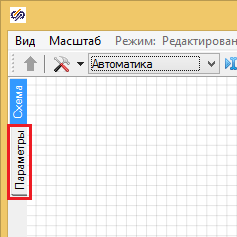 Вид Масштаб Режим: Редактирован
Автоматика
Схема
Параметры